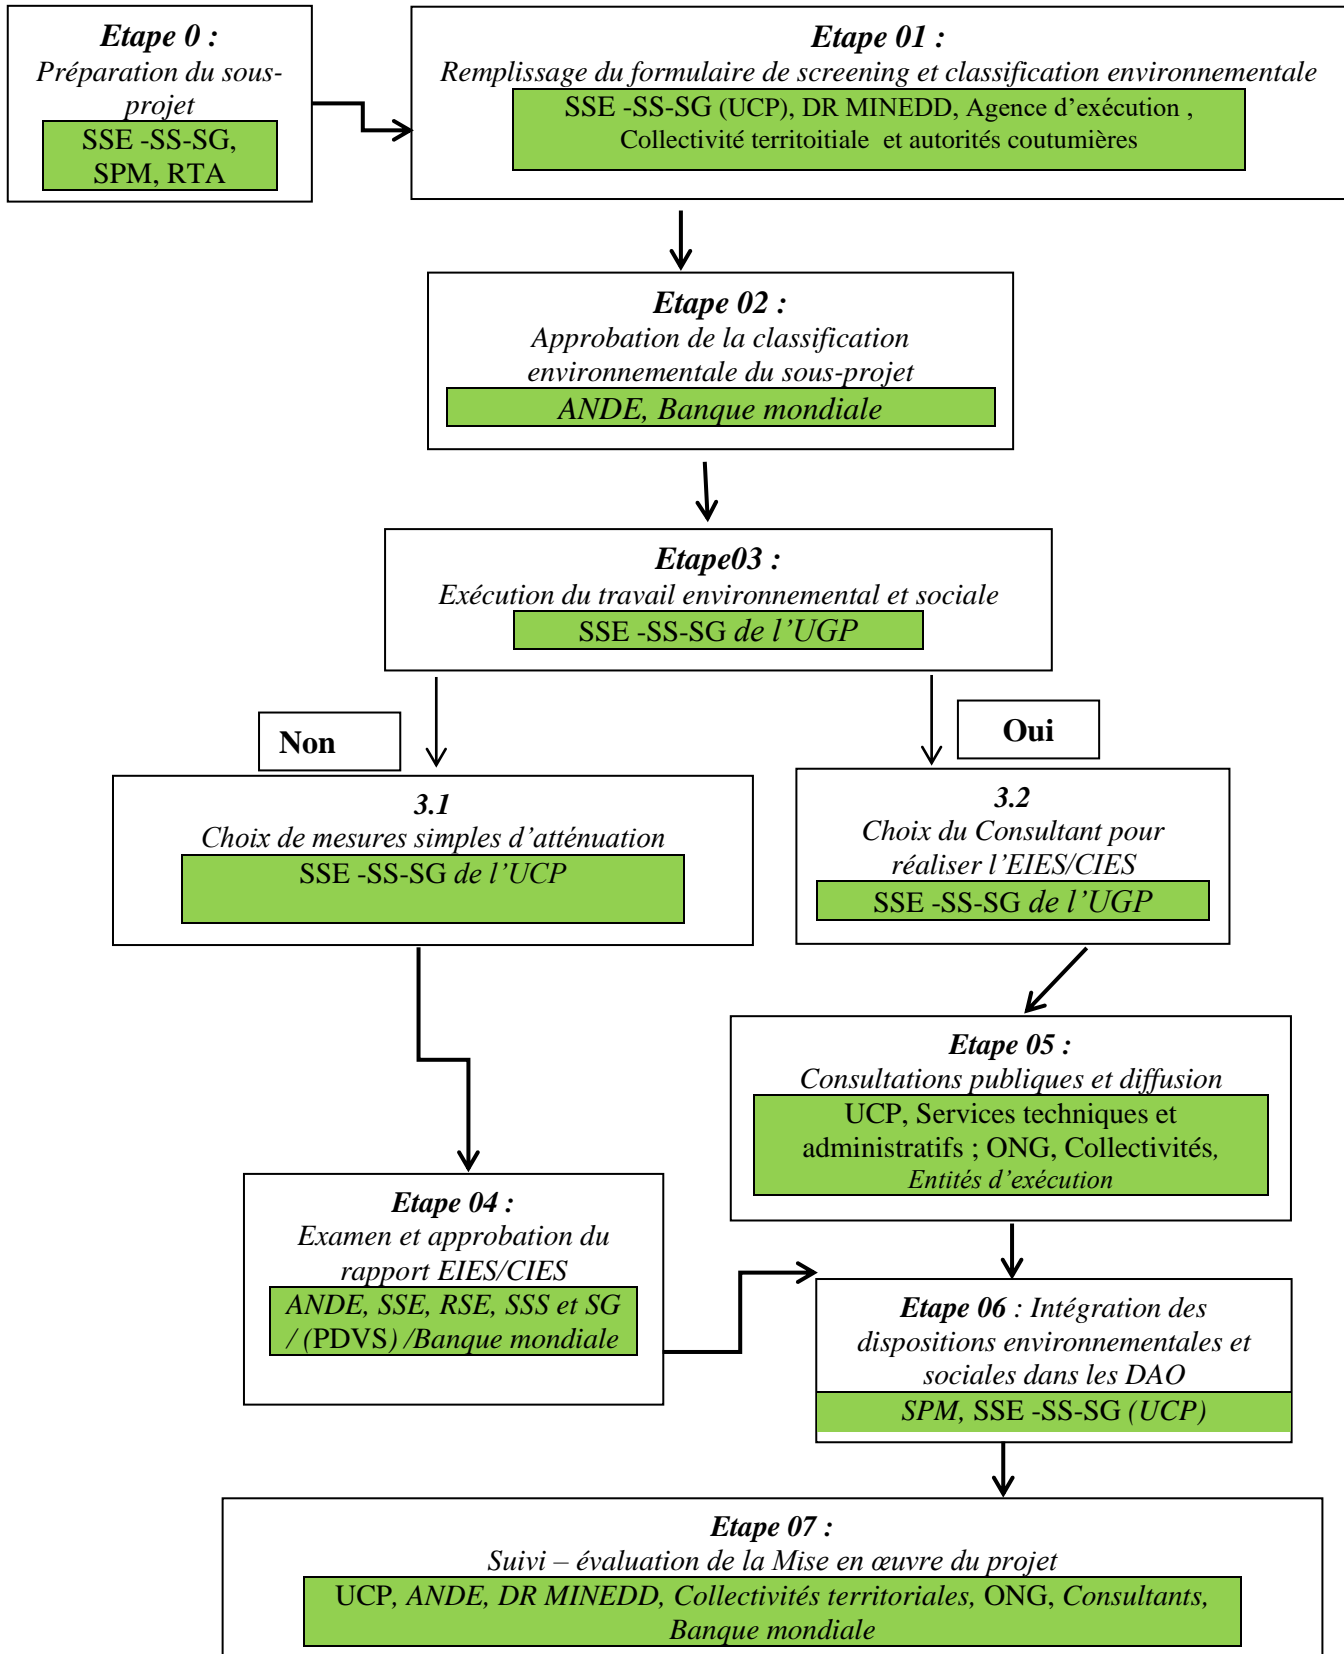 Etape 0 :
Préparation du sous-
projet
SSE -SS-SG,
SPM, RTA
Etape 01 :
Remplissage du formulaire de screening et classification environnementale
SSE -SS-SG (UCP), DR MINEDD, Agence d’exécution ,
Collectivité territoitiale et autorités coutumières
Etape 02 :
Approbation de la classification
environnementale du sous-projet
ANDE, Banque mondiale
Etape03 :
Exécution du travail environnemental et sociale
SSE -SS-SG de l’UGP
Non
Oui
3.1
Choix de mesures simples d’atténuation
SSE -SS-SG de l’UCP
3.2
Choix du Consultant pour
réaliser l’EIES/CIES
SSE -SS-SG de l’UGP
Etape 05 :
Consultations publiques et diffusion
UCP, Services techniques et
administratifs ; ONG, Collectivités,
Entités d’exécution
Etape 04 :
Examen et approbation du
rapport EIES/CIES
ANDE, SSE, RSE, SSS et SG
/ (PDVS) /Banque mondiale
Etape 06 : Intégration des
dispositions environnementales et
sociales dans les DAO
SPM, SSE -SS-SG (UCP)
Etape 07 :
Suivi – évaluation de la Mise en œuvre du projet
UCP, ANDE, DR MINEDD, Collectivités territoriales, ONG, Consultants,
Banque mondiale